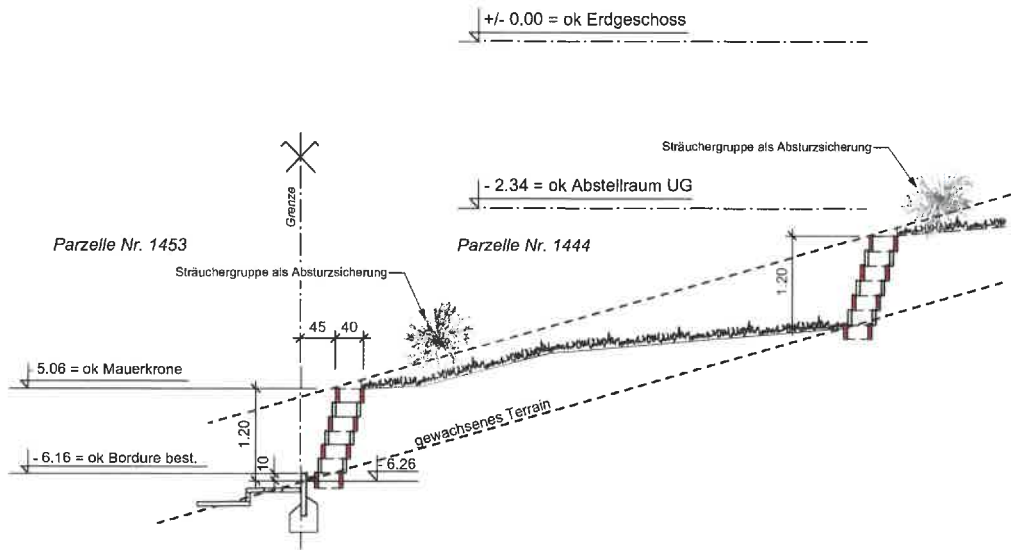 +/- 0.00 = ok Erdgeschoss
Sträuchergruppe als Absturzsicherung
- 2.34 = ok Abstellraum UG
Grenze
Parzelle Nr. 1453
Parzelle Nr. 1444
Sträuchergruppe als Absturzsicherung
1.20
45
40
- 5.06 = ok Mauerkrone
gewachsenes Terrain
1.20
- 6.16 = ok Bordure best.
10
- 6.26